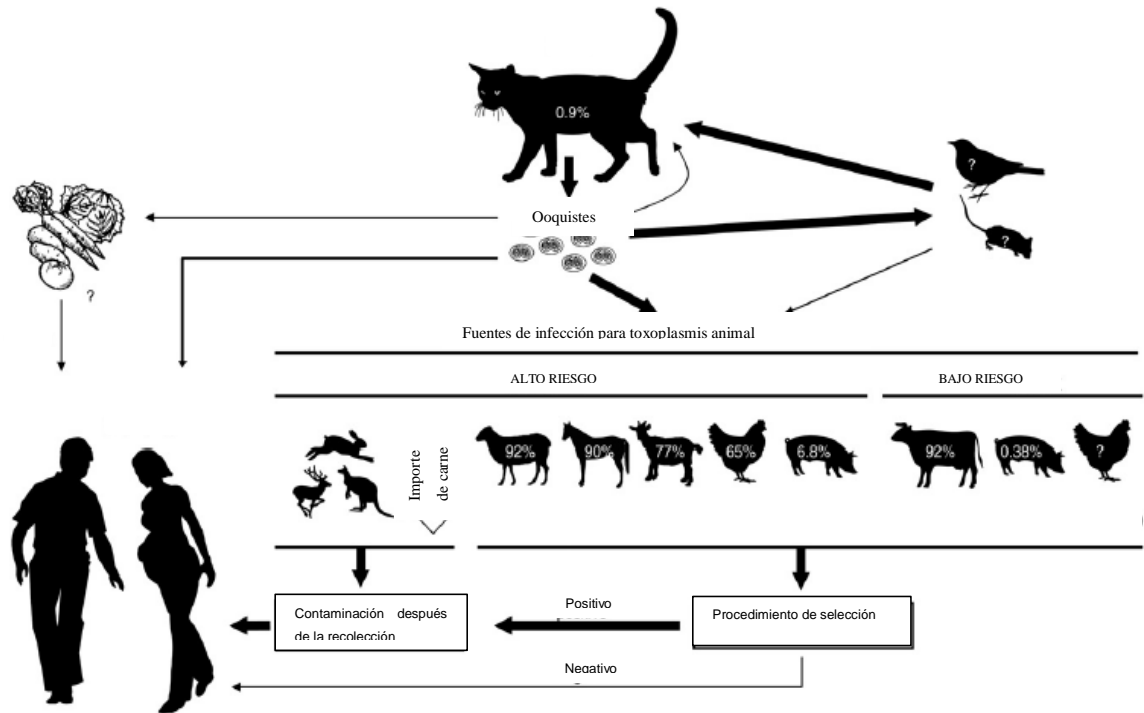 0.9%
?
?
Ooquistes
?
Fuentes de infección para toxoplasmis animal
ALTO RIESGO
BAJO RIESGO
92%
90%
77%
65%
6.8%
92%
0.38%
?
Importe
de carne
Contaminación después
de la recolección
Positivo
Procedimiento de selección
Negativo